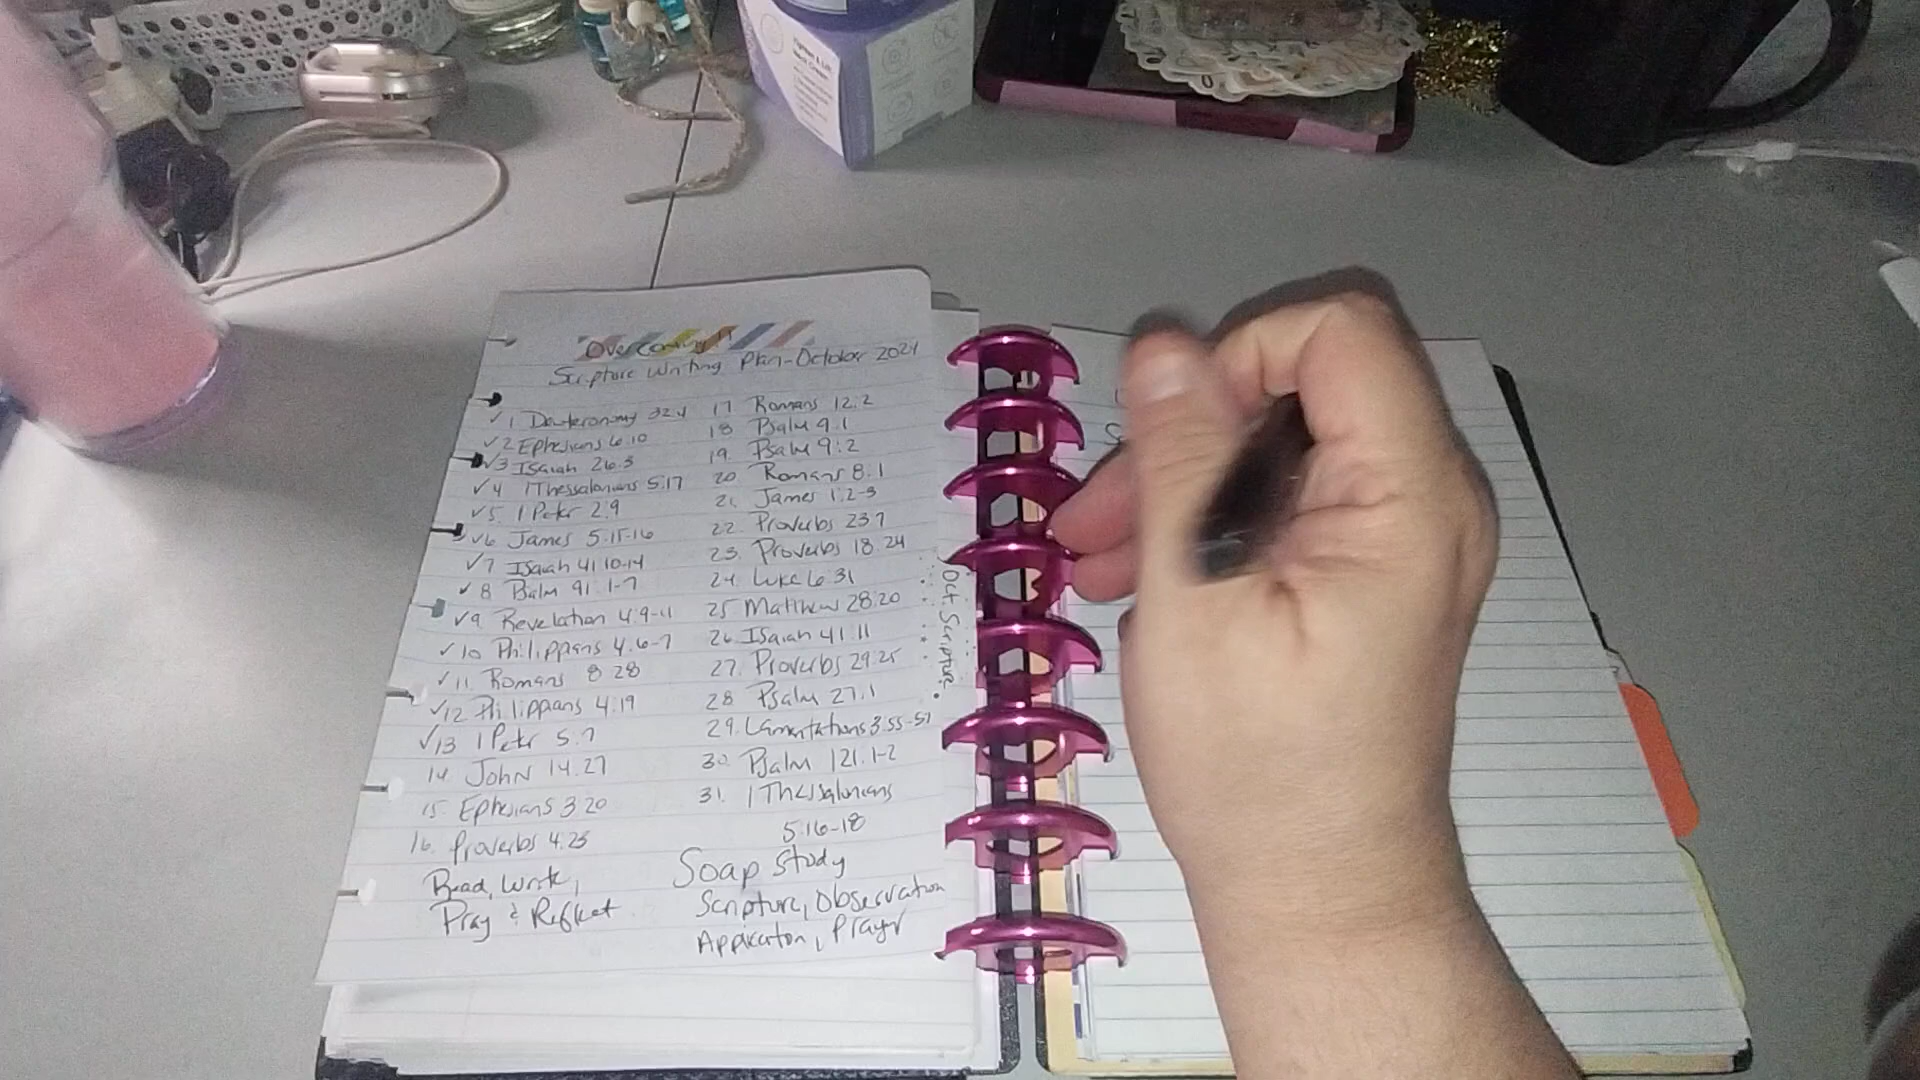 Overcoming
Scripture Writing Plan-October 2024
✓1 Deuteronomy 32:4
✓2 Ephesians 6:10
✓3 Isaiah 26:3
✓4 1Thessalonians 5:17
✓5. 1 Peter 2:9
✓6 James 5:15-16
✓7 Isaiah 41:10-14
✓8 Psalm 91:1-7
✓9. Revelation 4:9-11
✓10 Philippians 4:6-7
✓11. Romans 8:28
✓12 Philippians 4:19
✓13 1 Peter 5:7
14. John 14:27
15. Ephesians 3:20
16. Proverbs 4:23
17 Romans 12:2
18 Psalm 9:1
19. Psalm 9:2
20. Romans 8:1
21. James 1:2-3
22. Proverbs 23:7
23. Proverbs 18:24
24. Luke 6:31
25 Matthew 28:20
26. Isaiah 41:11
27. Proverbs 29:25
28 Psalm 27:1
29. Lamentations 3:55-57
30. Psalm 121:1-2
31. 1 Thessalonians
5:16-18
Read, Write,
Pray & Reflect
Soap Study
Scripture, Observation
Application, Prayer
Oct. Scripture